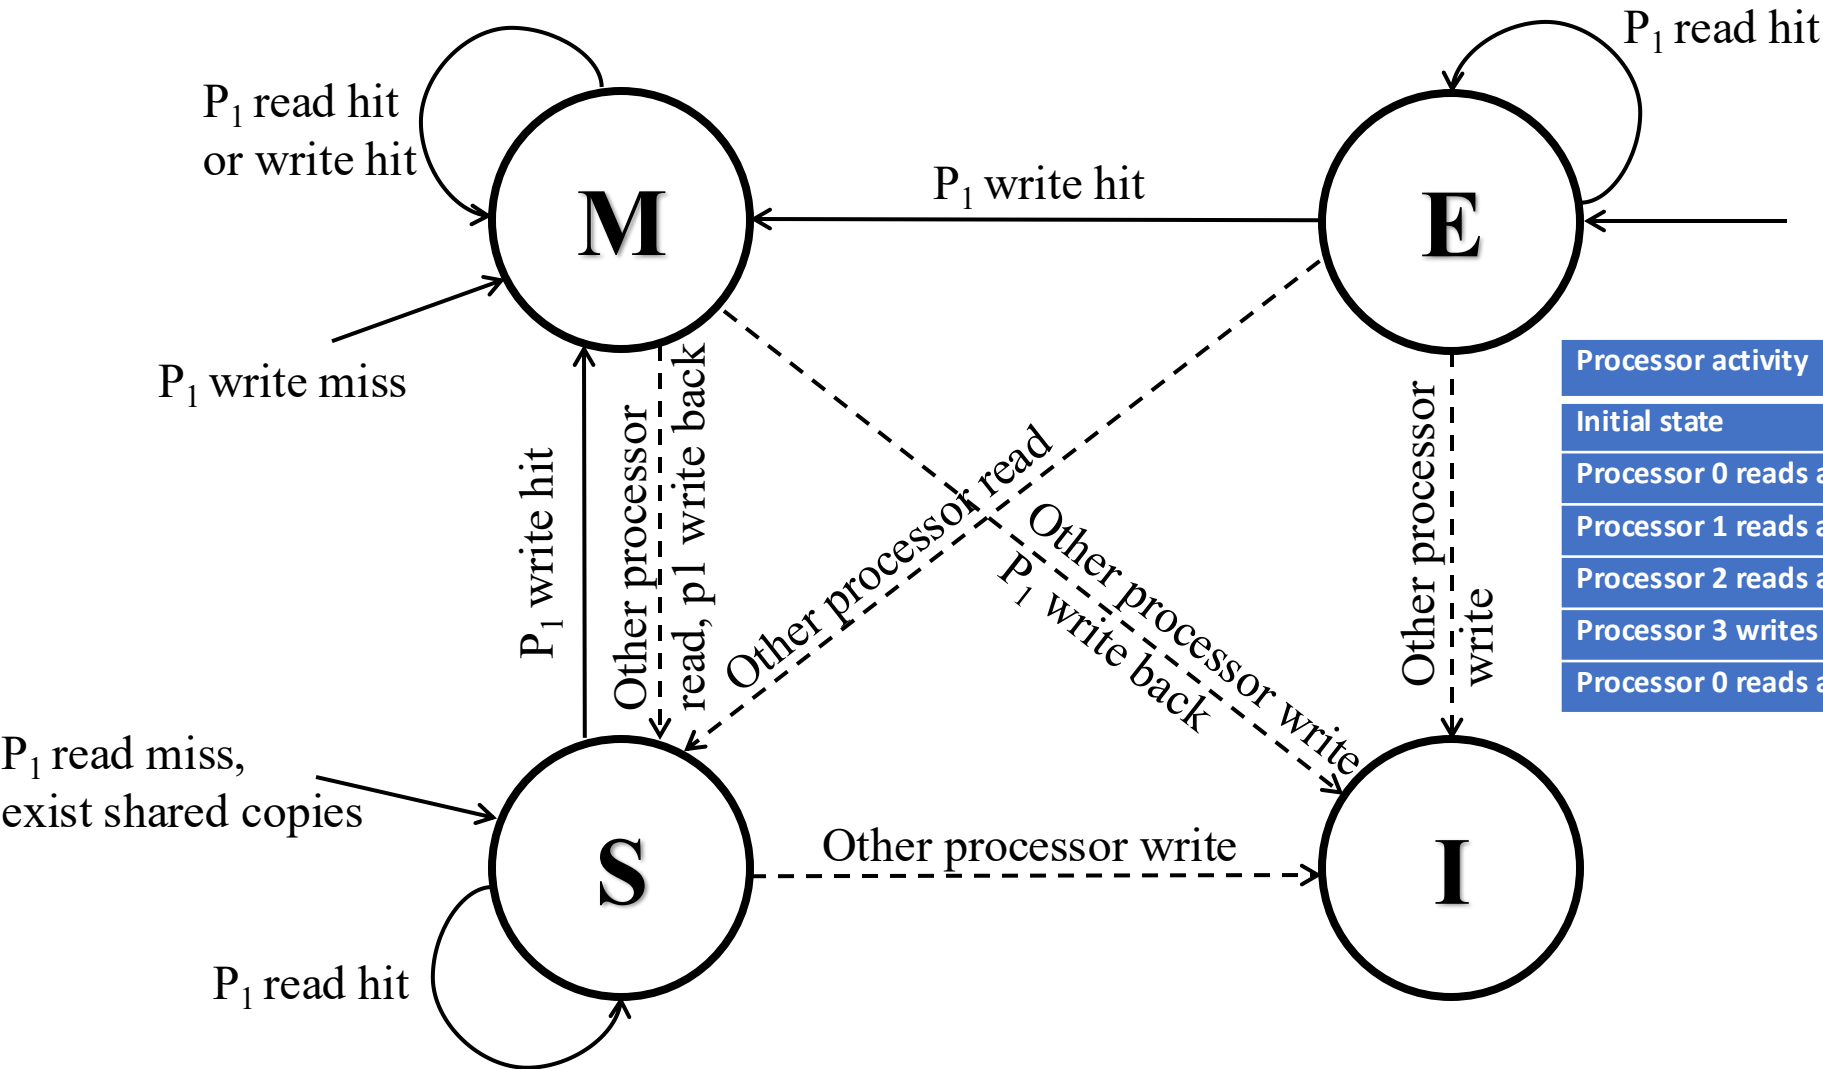 P1 read hit
P1 read hit
or write hit
M
P1 write hit
E
P1 write miss
P1 write hit
Other processor
read, p1 write back
Other processor read
Other processor write
P1 write back
Other processor
write
Processor activity
Initial state
Processor 0 reads a
Processor 1 reads a
Processor 2 reads a
Processor 3 writes
Processor 0 reads a
P1 read miss,
exist shared copies
S
Other processor write
I
P1 read hit